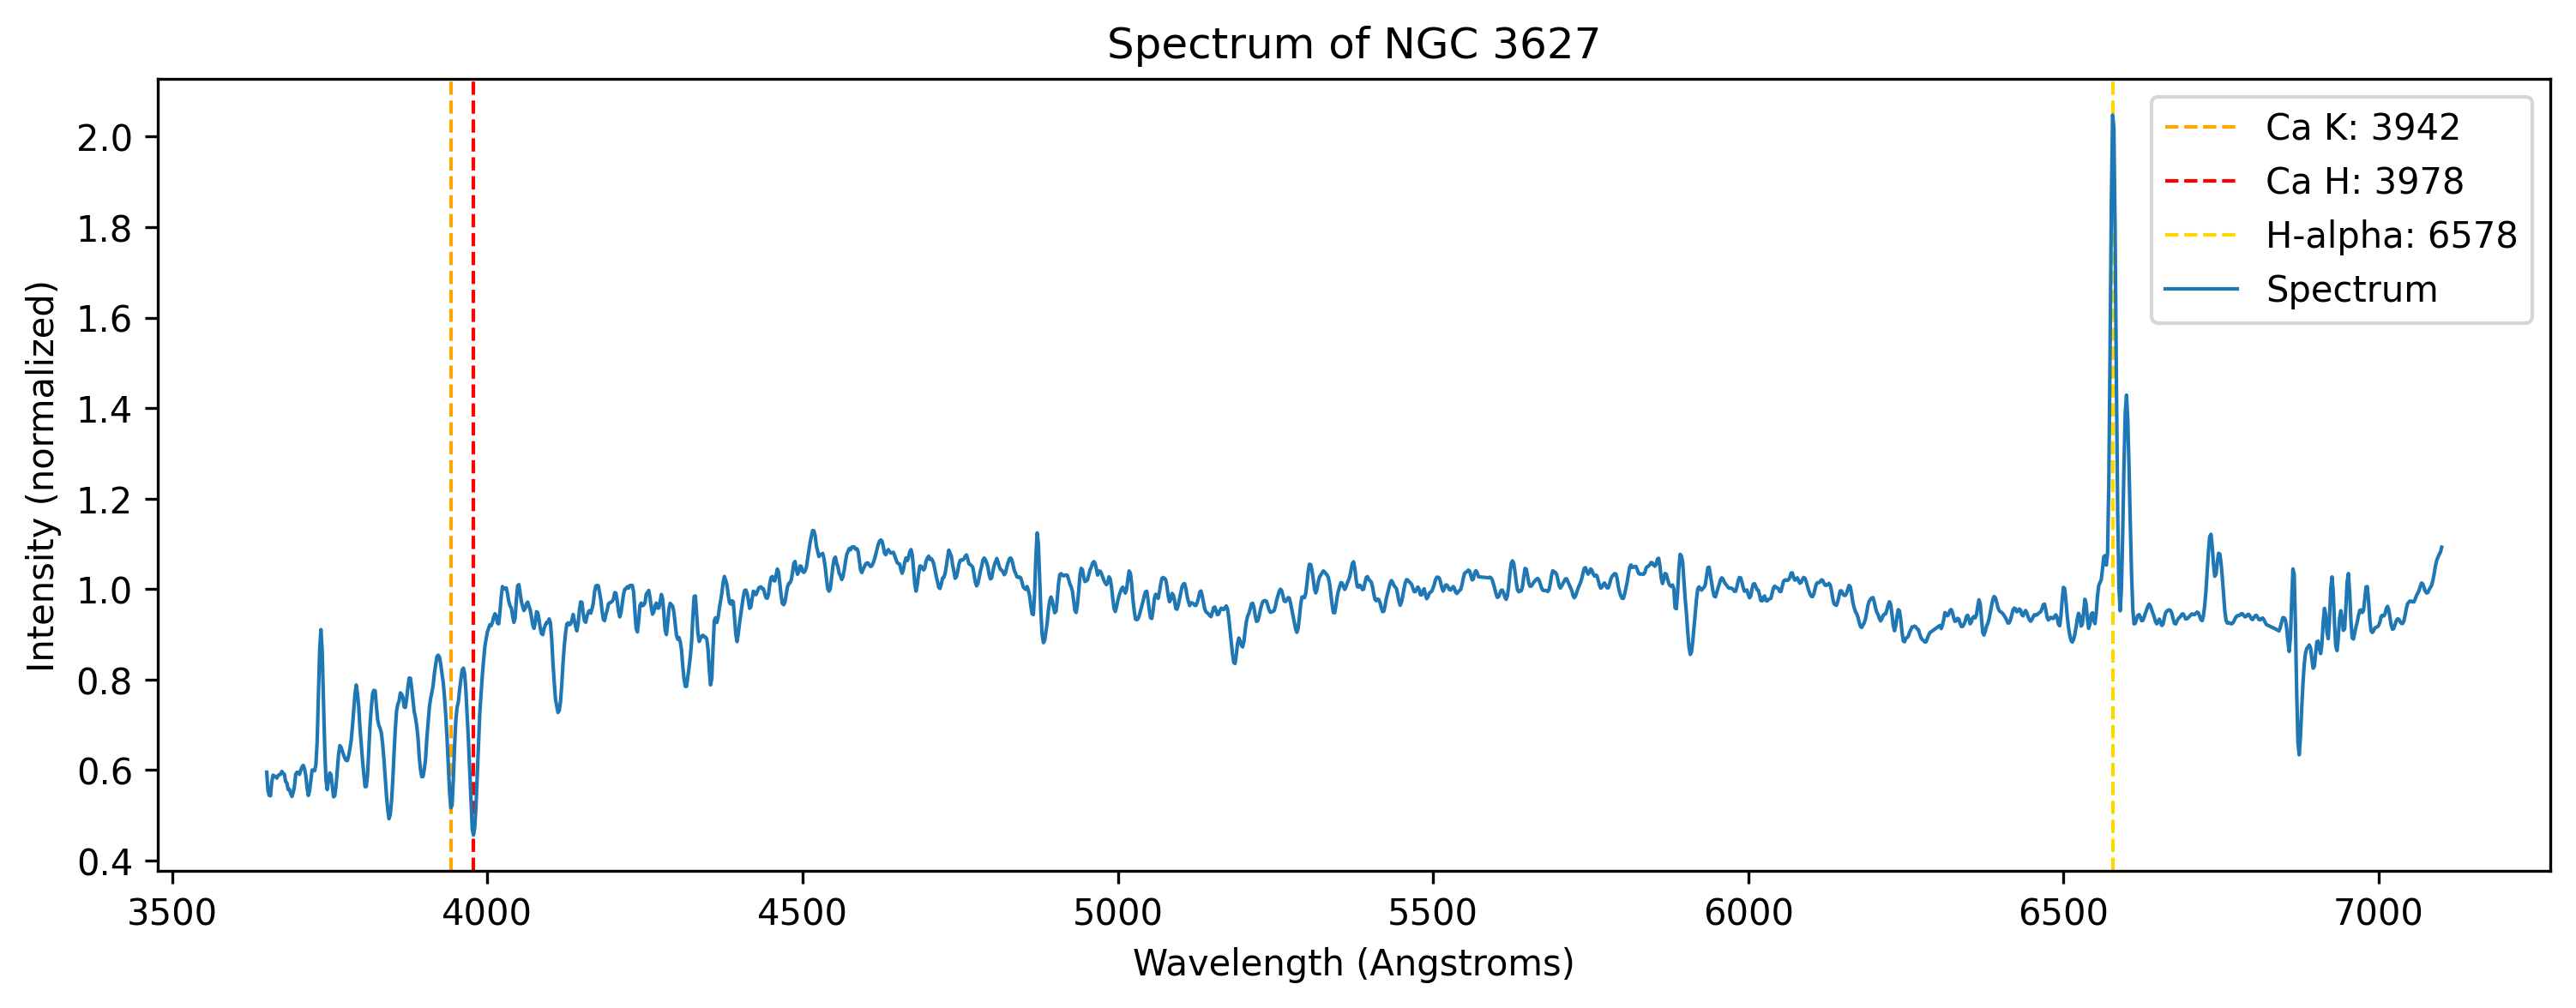 Spectrum of NGC 3627
Ca K: 3942
Ca H: 3978
H-alpha: 6578
Spectrum
Intensity (normalized)
2.0
1.8
1.6
1.4
1.2
1.0
0.8
0.6
0.4
3500 4000 4500 5000 5500 6000 6500 7000
Wavelength (Angstroms)